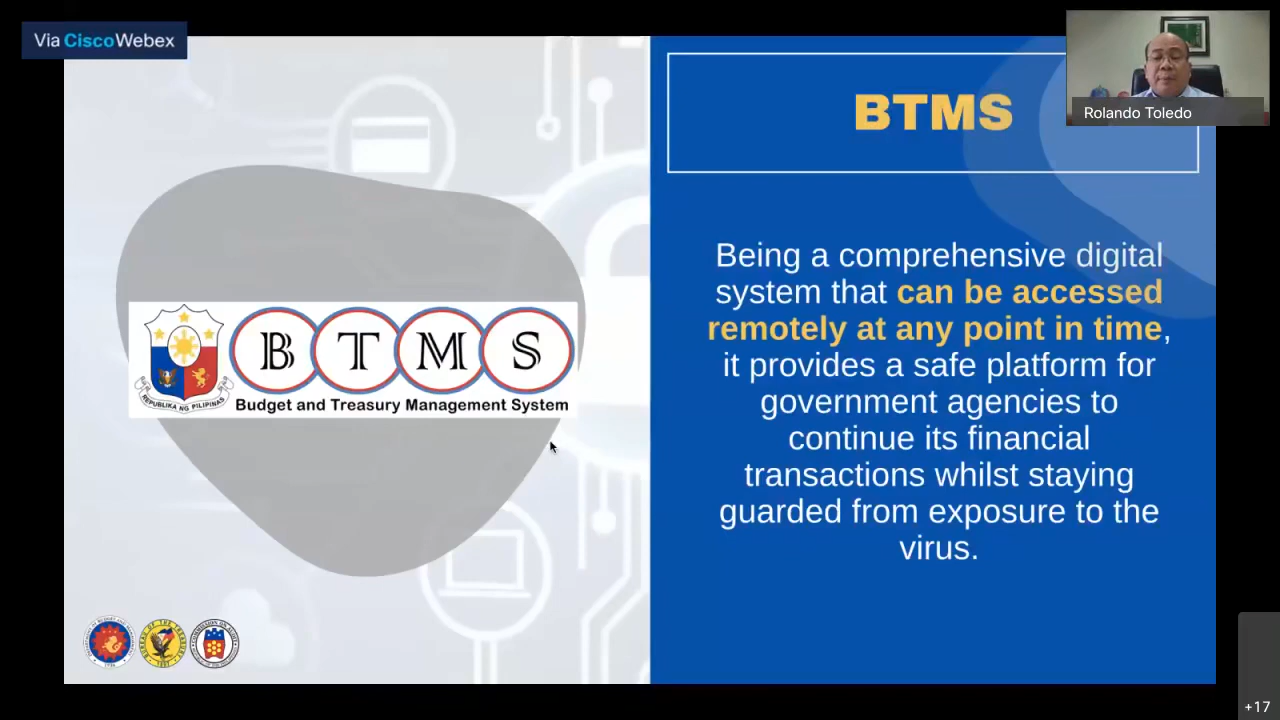 Via Cisco Webex
Rolando Toledo
BTMS
Being a comprehensive digital
system that can be accessed
remotely at any point in time,
it provides a safe platform for
government agencies to
continue its financial
transactions whilst staying
guarded from exposure to the
virus.
B T M S
REPUBLIKA NG PILIPINAS
Budget and Treasury Management System
+17